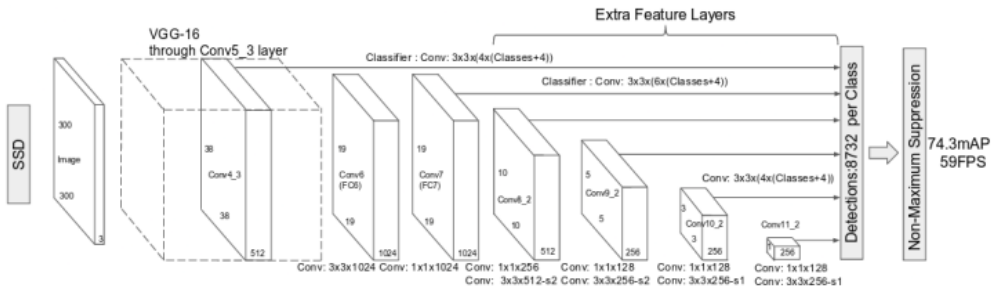 Extra Feature Layers
VGG-16
through Conv5_3 layer
Classifier : Conv: 3x3x(4x(Classes+4))
Classifier : Conv: 3x3x(6x(Classes+4))
SSD
300
Image
300
3
38
Conv4_3
38
512
19
Conv6
(FC6)
19
1024
19
Conv7
(FC7)
19
1024
10
Conv8_2
10
512
5
Conv9_2
5
256
Conv: 3x3x(4x(Classes+4))
3
Conv10_2
3
256
Conv11_2
256
Detections:8732 per Class
Non-Maximum Suppression
74.3mAP
59FPS
Conv: 3x3x1024
Conv: 1x1x1024
Conv: 1x1x256
Conv: 3x3x512-s2
Conv: 1x1x128
Conv: 3x3x256-s2
Conv: 1x1x128
Conv: 3x3x256-s1
Conv: 1x1x128
Conv: 3x3x256-s1